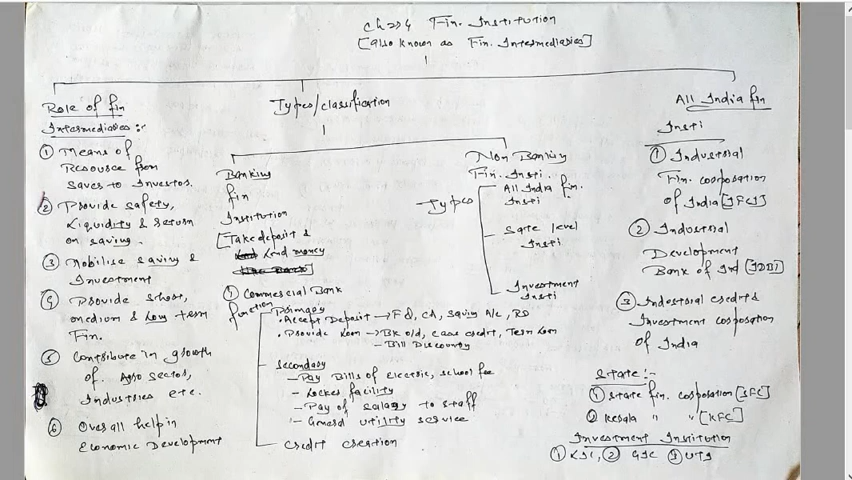 Ch 4 Fin. Institution
[also known as Fin. Intermediaries]
Role of fin
Intermediaries :-
① Means of
Resource from
Saver to Investor.
② Provide safety,
Liquidity & Return
on saving.
③ Mobilise saving &
Investment
④ Provide short,
medium & Long term
Fin.
⑤ Contribute in growth
of Agro sector,
Industries etc.
⑥ Overall help in
Economic Development
Types/classification
Banking
fin
Institution
[Take deposit &
Lend money
① Commercial Bank
function
Primary
• Accept Deposit → FD, CA, Saving A/c, RD
• Provide Loan → Bk o/d, Case credit, Term Loan
- Bill Discounty
Secondary
- Pay Bills of Electric, School fee
- Locker facility
- Pay of salary to staff
- General utility service
Credit creation
Non Banking
Fin. Insti.
Types
All India fin.
Insti
Sate level
Insti
Investment
Insti
All India fin
Insti
① Industrial
Fin. Corporation
of India [IFCI]
② Industrial
Development
Bank of Ind [IDBI]
③ Industrial credit &
Investment corporation
of India
State :-
① State fin. Corporation [SFC]
② Kerala " " [KFC]
Investment Institution
① LIC, ② GIC ③ UTI